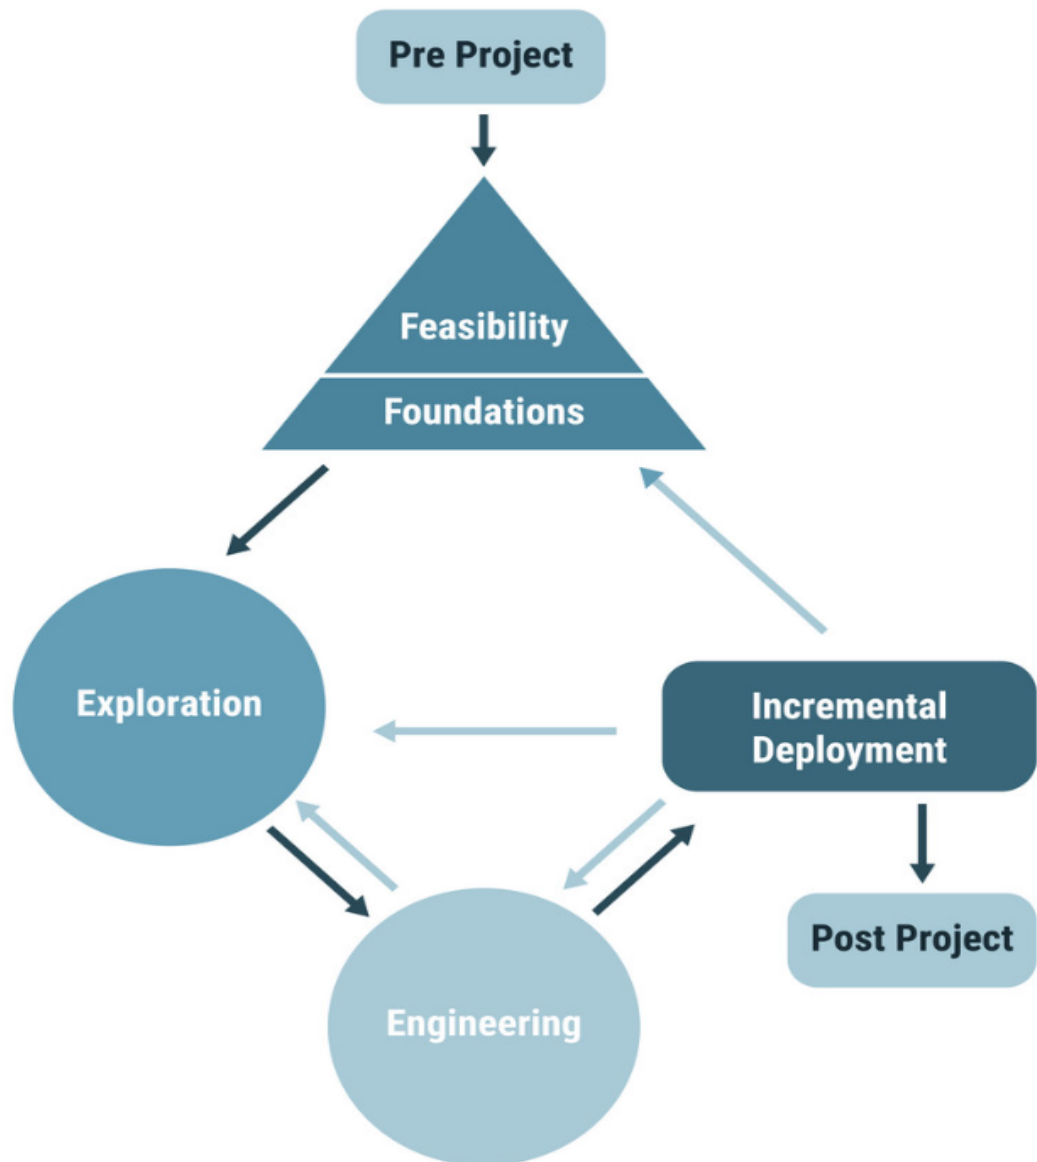 Pre Project
Feasibility
Foundations
Exploration
Incremental
Deployment
Post Project
Engineering